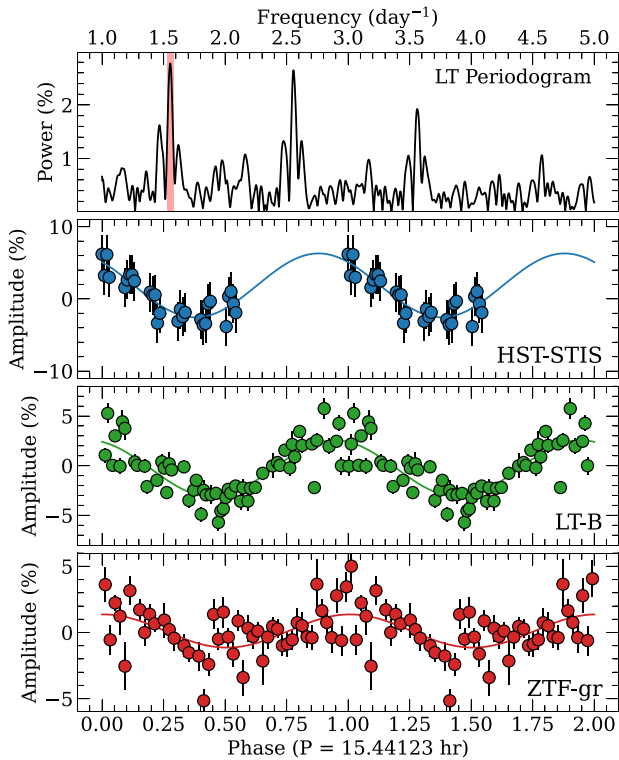 Frequency (day⁻¹)
1.0 1.5 2.0 2.5 3.0 3.5 4.0 4.5 5.0
LT Periodogram
Power (%)
2
1
10
0
−10
Amplitude (%)
HST-STIS
5
0
−5
Amplitude (%)
LT-B
5
0
−5
Amplitude (%)
ZTF-gr
0.00 0.25 0.50 0.75 1.00 1.25 1.50 1.75 2.00
Phase (P = 15.44123 hr)